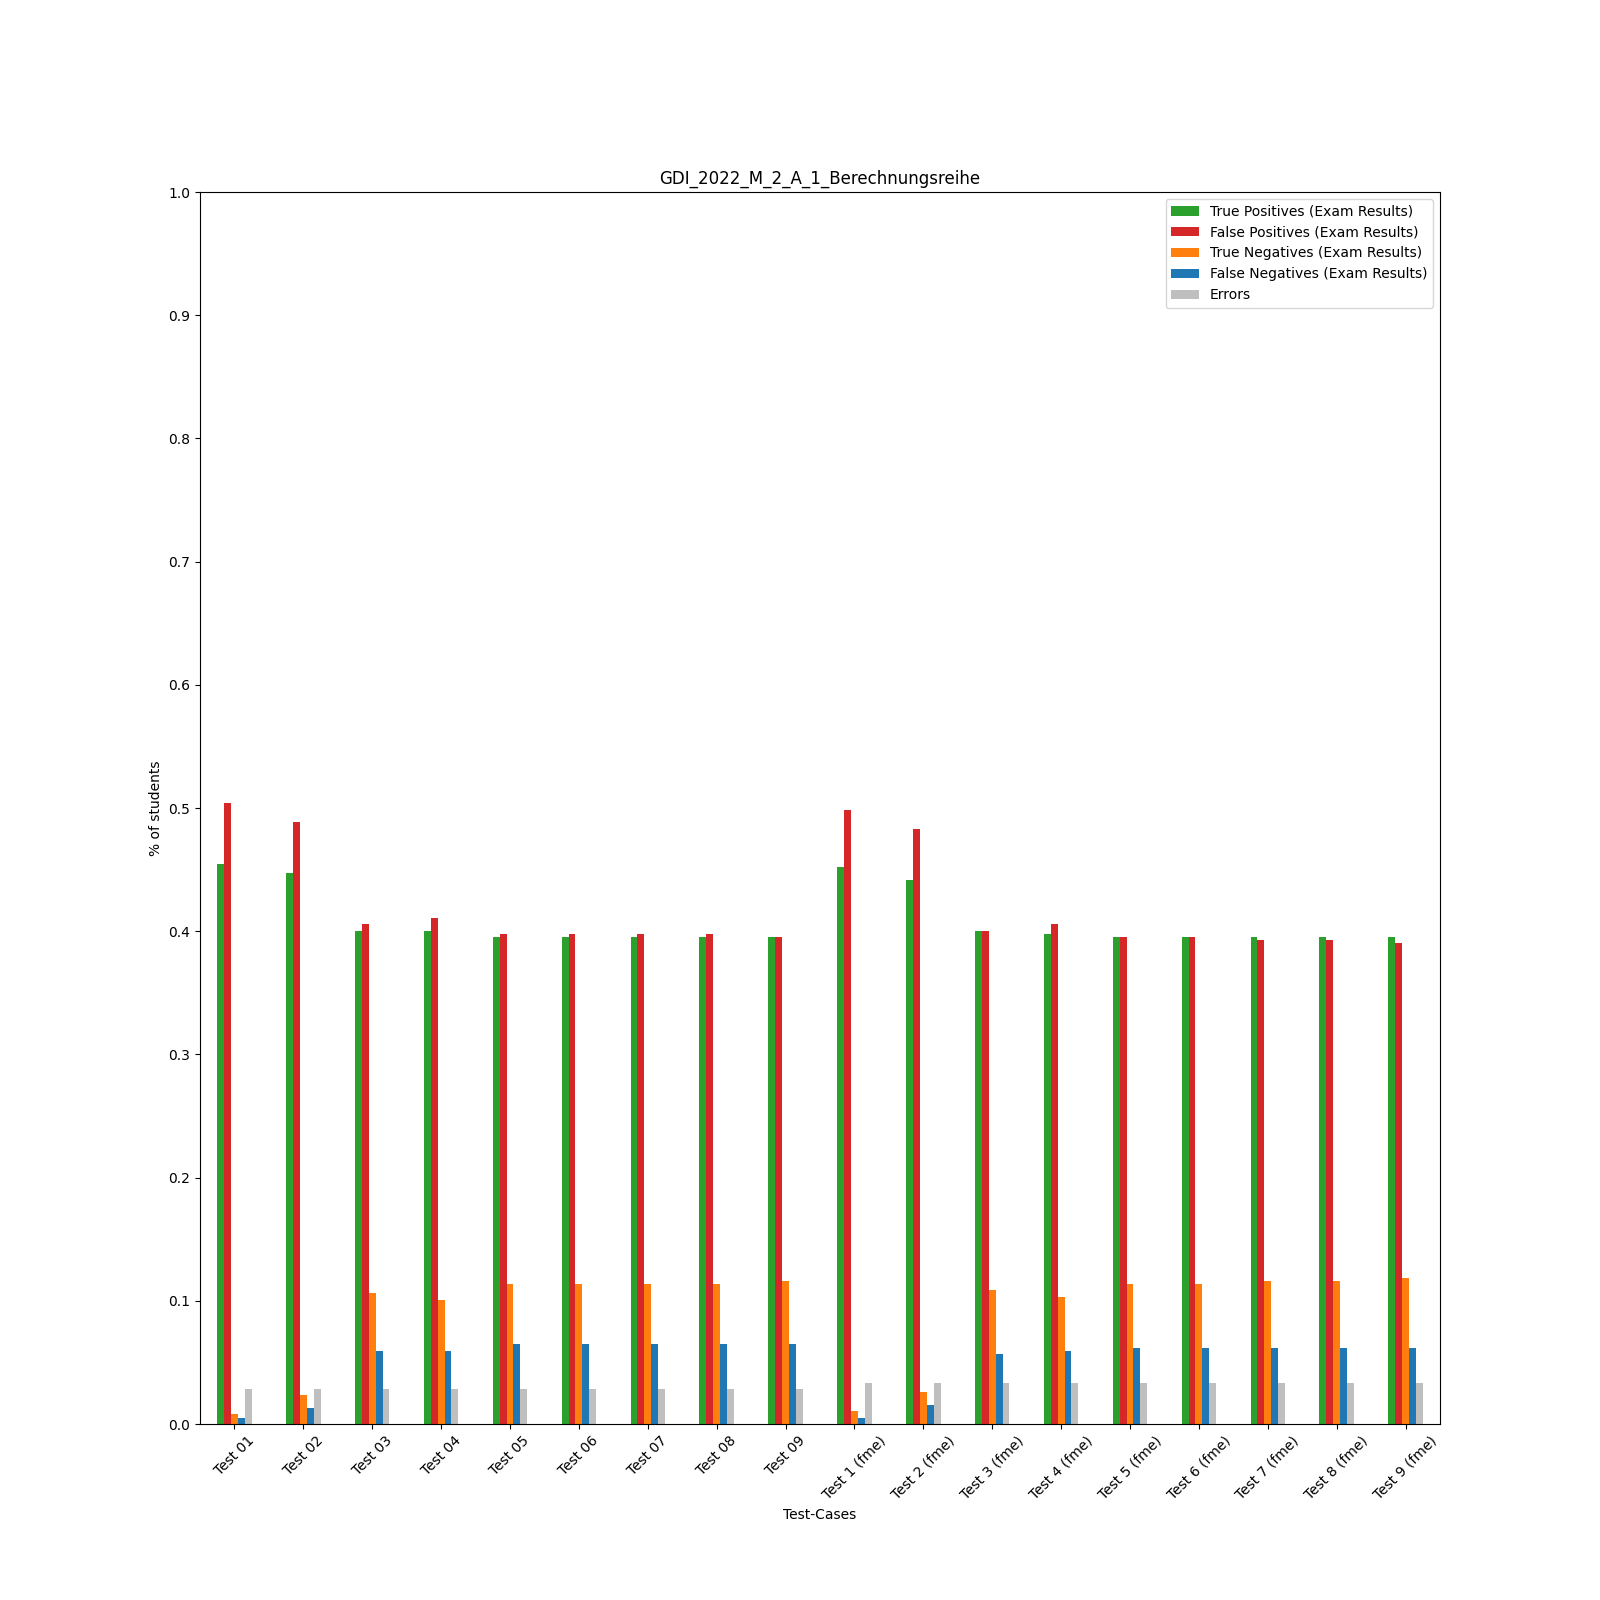 GDI_2022_M_2_A_1_Berechnungsreihe
1.0
0.9
0.8
0.7
0.6
0.5
0.4
0.3
0.2
0.1
0.0
% of students
True Positives (Exam Results)
False Positives (Exam Results)
True Negatives (Exam Results)
False Negatives (Exam Results)
Errors
Test 01
Test 02
Test 03
Test 04
Test 05
Test 06
Test 07
Test 08
Test 09
Test 1 (fme)
Test 2 (fme)
Test 3 (fme)
Test 4 (fme)
Test 5 (fme)
Test 6 (fme)
Test 7 (fme)
Test 8 (fme)
Test 9 (fme)
Test-Cases